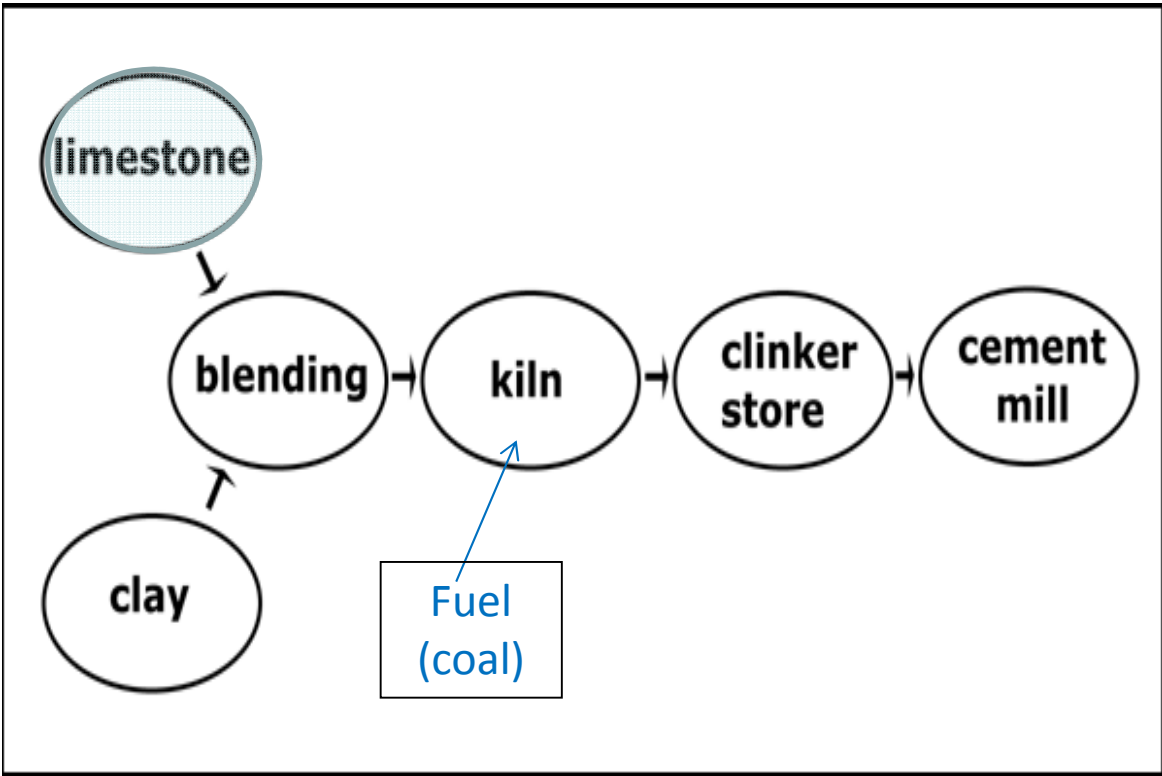 limestone
blending
kiln
clinker
store
cement
mill
clay
Fuel
(coal)